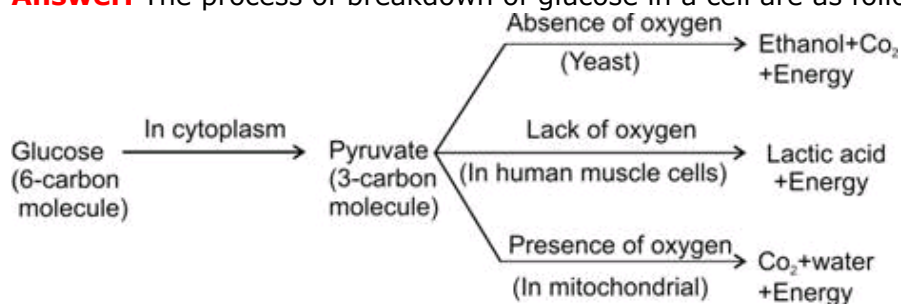 Answer: The process of breakdown of glucose in a cell are as follo
Absence of oxygen
(Yeast)
Ethanol+Co₂
+Energy
In cytoplasm
Glucose
(6-carbon
molecule)
Pyruvate
(3-carbon
molecule)
Lack of oxygen
(In human muscle cells)
Lactic acid
+Energy
Presence of oxygen
(In mitochondrial)
Co₂+water
+Energy